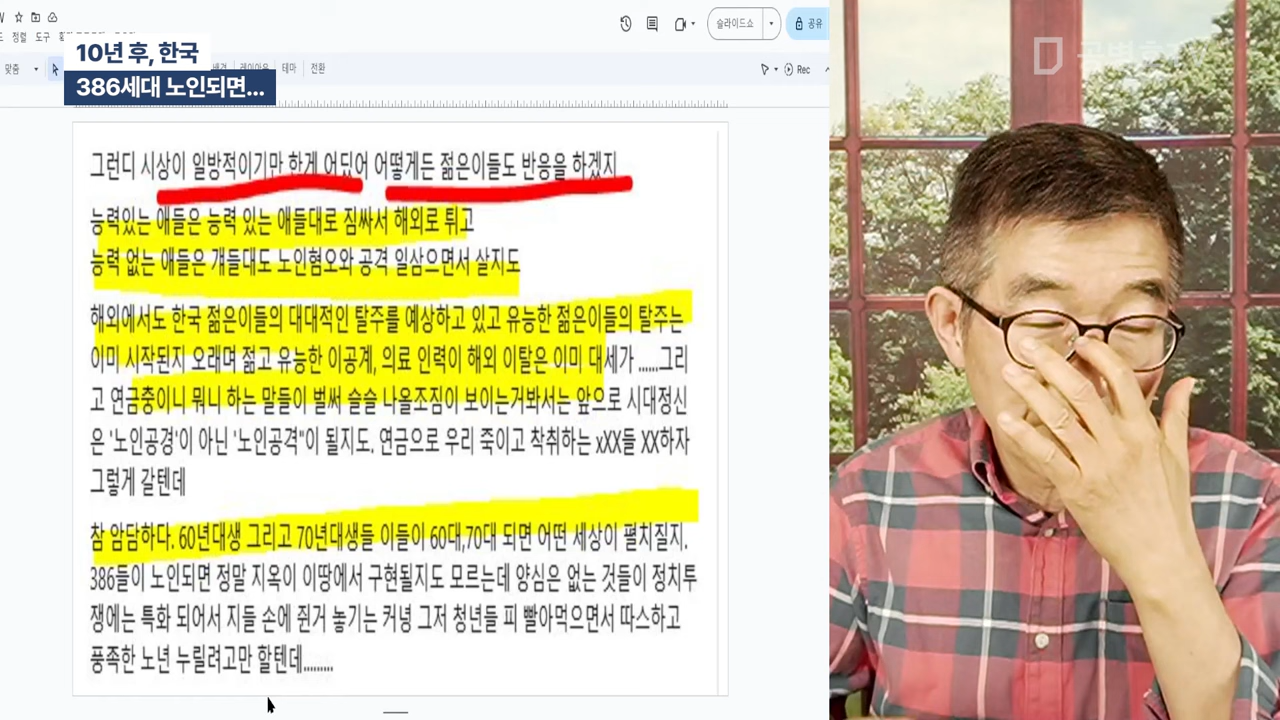 슬라이드쇼
공유
정렬 도구
10년 후, 한국
386세대 노인되면...
맞춤
레이아웃 테마 전환
Rec
그런디 시상이 일방적이기만 한게 어딨어 어떻게든 젊은이들도 반응을 하겠지
능력있는 애들은 능력 있는 애들대로 짐싸서 해외로 튀고
능력 없는 애들은 걔들대도 노인혐오와 공격 일삼으면서 살지도
해외에서도 한국 젊은이들의 대대적인 탈주를 예상하고 있고 유능한 젊은이들의 탈주는
이미 시작된지 오래며 젊고 유능한 이공계, 의료 인력이 해외 이탈은 이미 대세가 ......그리
고 연금충이니 뭐니 하는 말들이 벌써 슬슬 나올조짐이 보이는거봐서는 앞으로 시대정신
은 '노인공경'이 아닌 '노인공격"이 될지도. 연금으로 우리 죽이고 착취하는 xXX들 XX하자
그렇게 갈텐데
참 암담하다. 60년대생 그리고 70년대생들 이들이 60대,70대 되면 어떤 세상이 펼치질지.
386들이 노인되면 정말 지옥이 이땅에서 구현될지도 모르는데 양심은 없는 것들이 정치투
쟁에는 특화 되어서 지들 손에 쥔거 놓기는 커녕 그저 청년들 피 빨아먹으면서 따스하고
풍족한 노년 누릴려고만 할텐데........